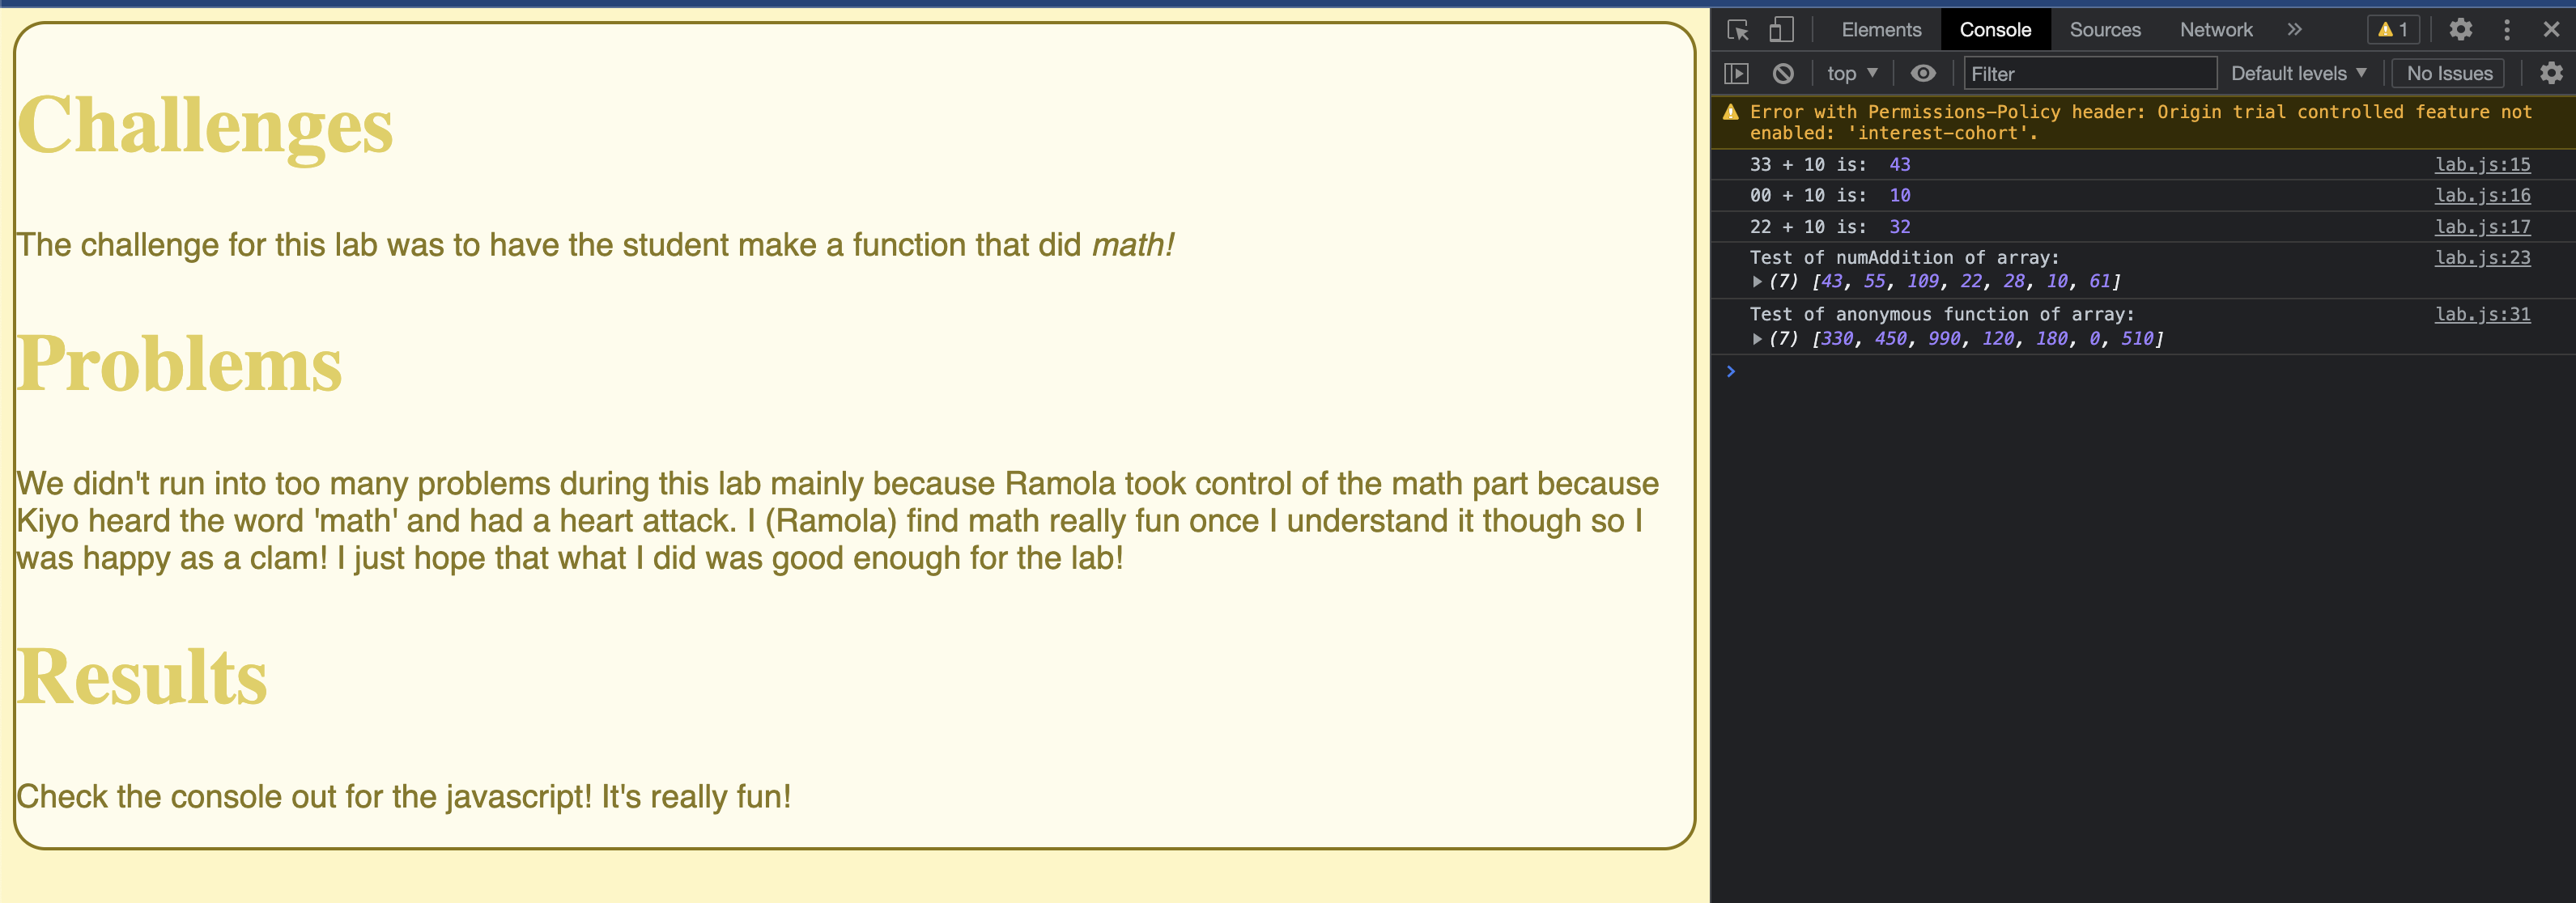 Challenges
The challenge for this lab was to have the student make a function that did math!
Problems
We didn't run into too many problems during this lab mainly because Ramola took control of the math part because
Kiyo heard the word 'math' and had a heart attack. I (Ramola) find math really fun once I understand it though so I
was happy as a clam! I just hope that what I did was good enough for the lab!
Results
Check the console out for the javascript! It's really fun!
Elements Console Sources Network » 1
top Filter Default levels No Issues
Error with Permissions-Policy header: Origin trial controlled feature not
enabled: 'interest-cohort'.
33 + 10 is: 43 lab.js:15
00 + 10 is: 10 lab.js:16
22 + 10 is: 32 lab.js:17
Test of numAddition of array: lab.js:23
(7) [43, 55, 109, 22, 28, 10, 61]
Test of anonymous function of array: lab.js:31
(7) [330, 450, 990, 120, 180, 0, 510]